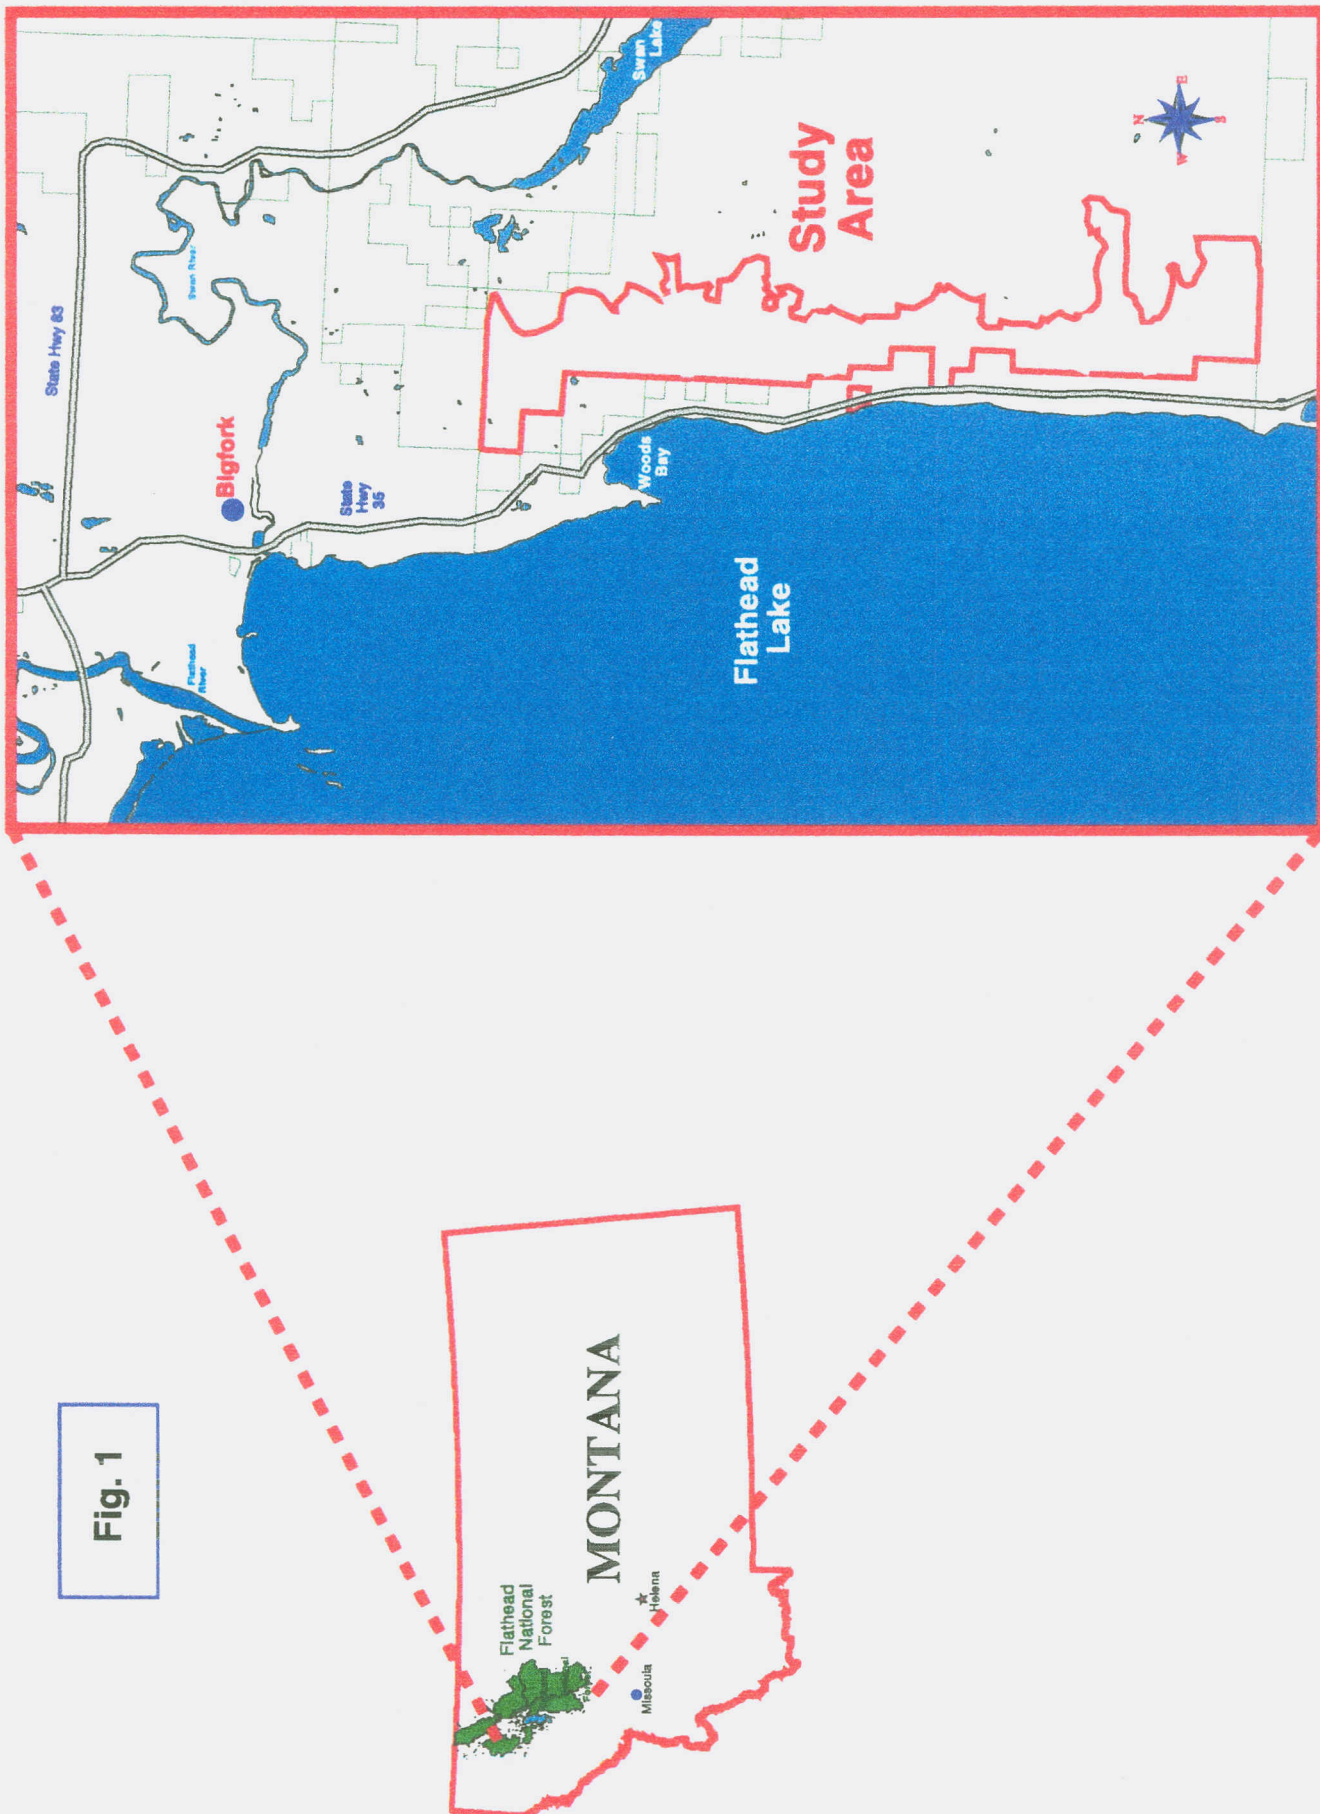 Fig. 1
Flathead
National
Forest
MONTANA
Missoula
Helena
State Hwy 83
Swan River
Flathead
River
Bigfork
State
Hwy
35
Swan
Lake
Woods
Bay
Flathead
Lake
Study
Area
N
W
E
S